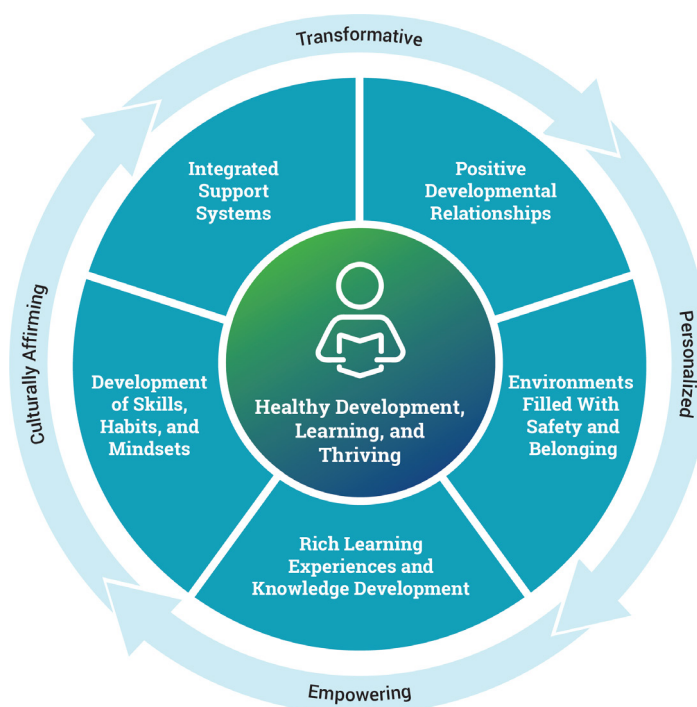 Transformative
Integrated
Support
Systems
Positive
Developmental
Relationships
Culturally Affirming
Personalized
Development
of Skills,
Habits, and
Mindsets
Healthy Development,
Learning, and
Thriving
Environments
Filled With
Safety and
Belonging
Rich Learning
Experiences and
Knowledge Development
Empowering